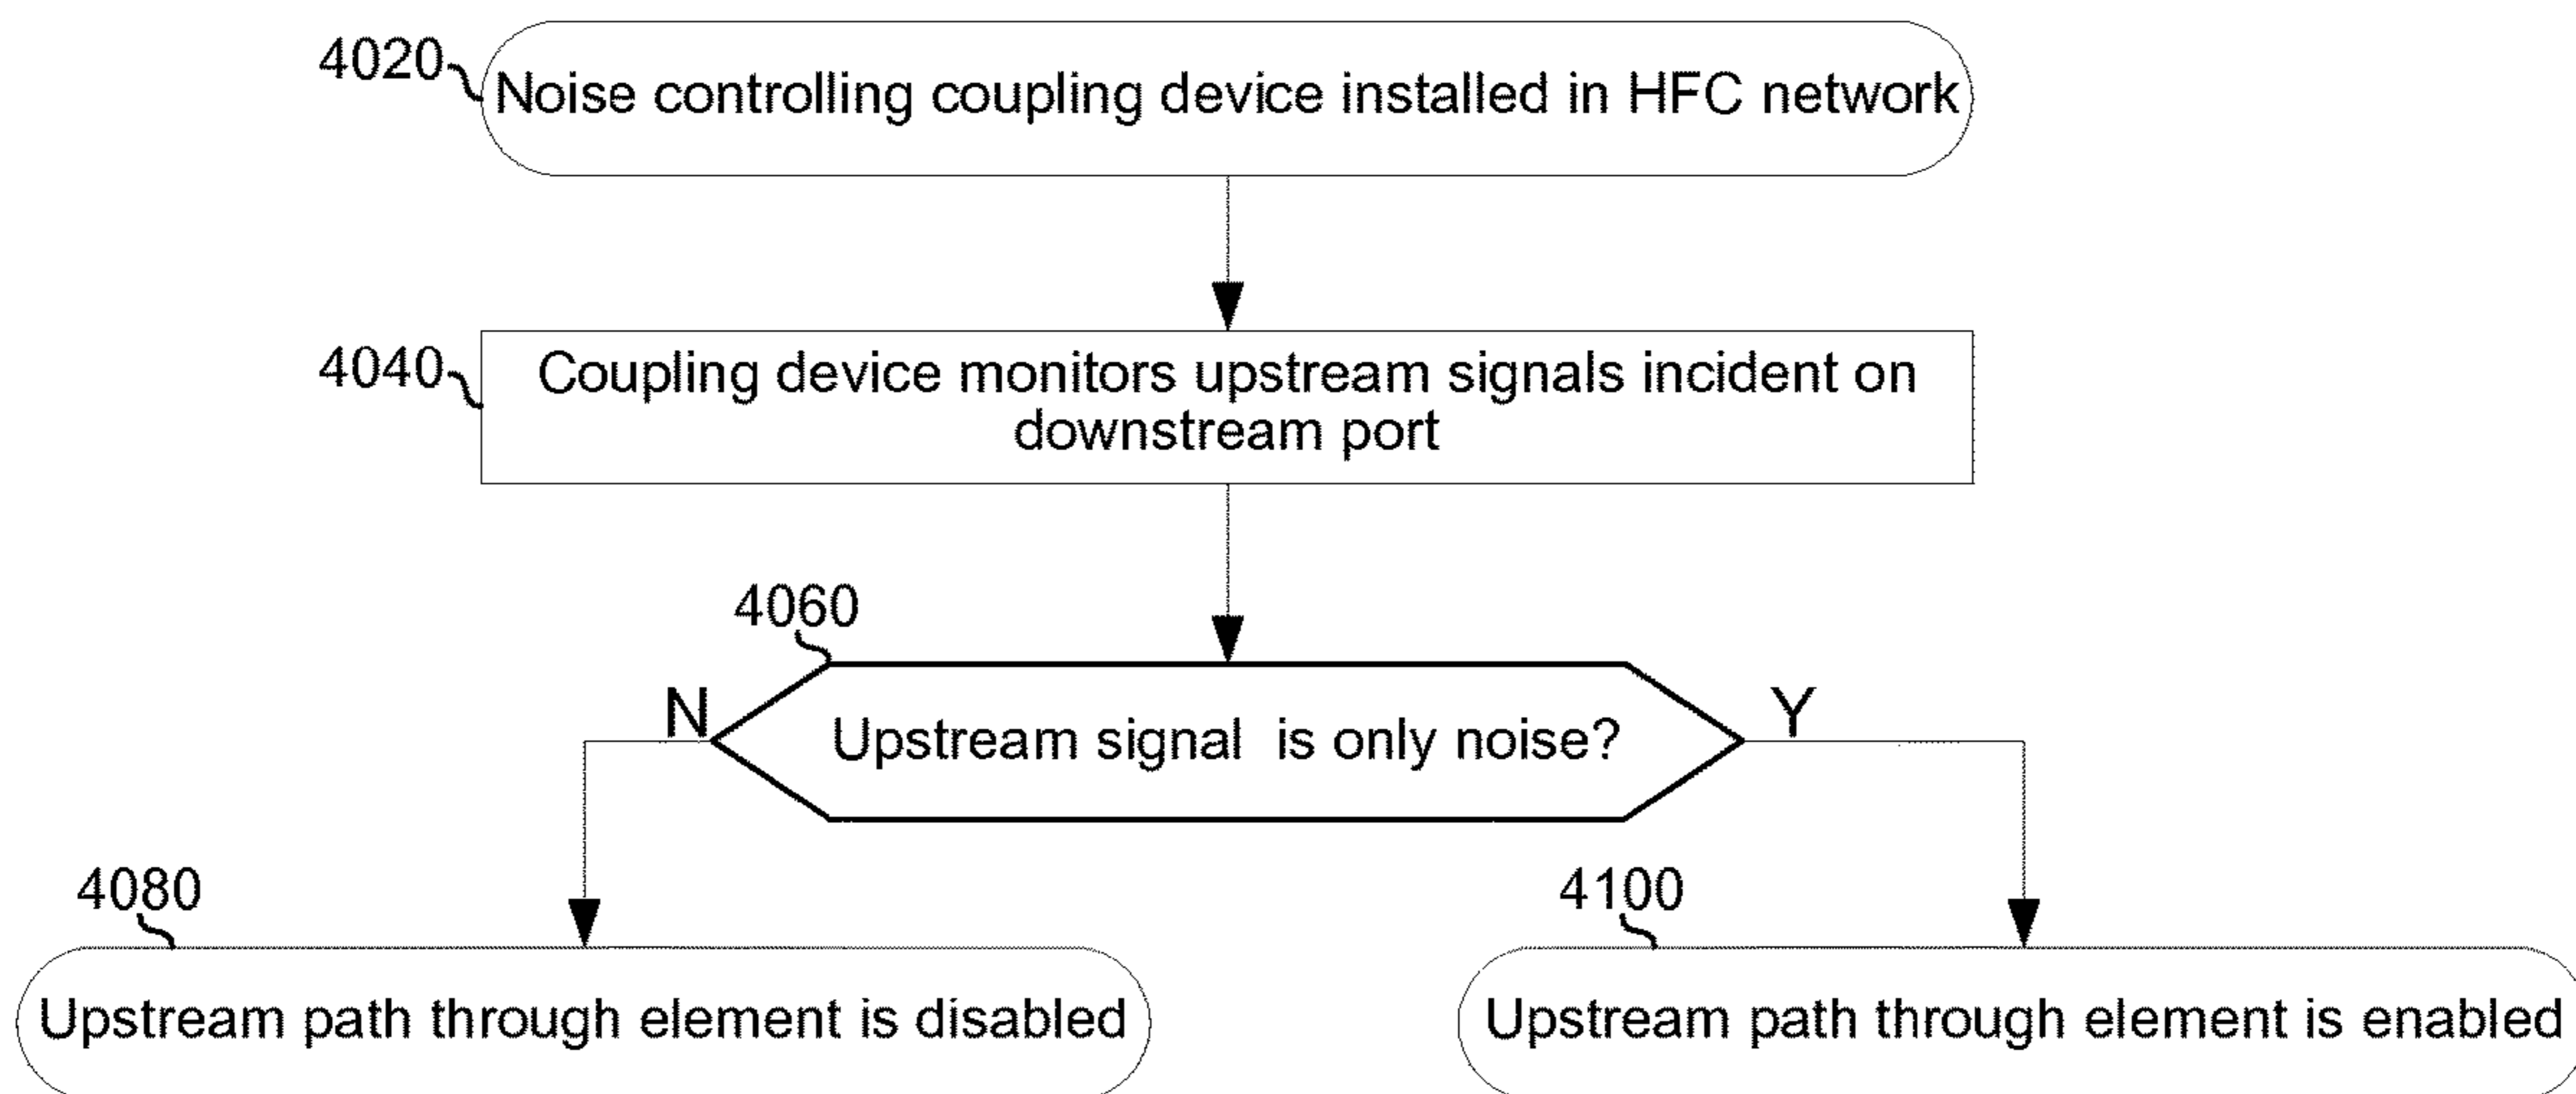 4020
Noise controlling coupling device installed in HFC network
4040
Coupling device monitors upstream signals incident on
downstream port
4060
N
Upstream signal is only noise?
Y
4080
4100
Upstream path through element is disabled
Upstream path through element is enabled